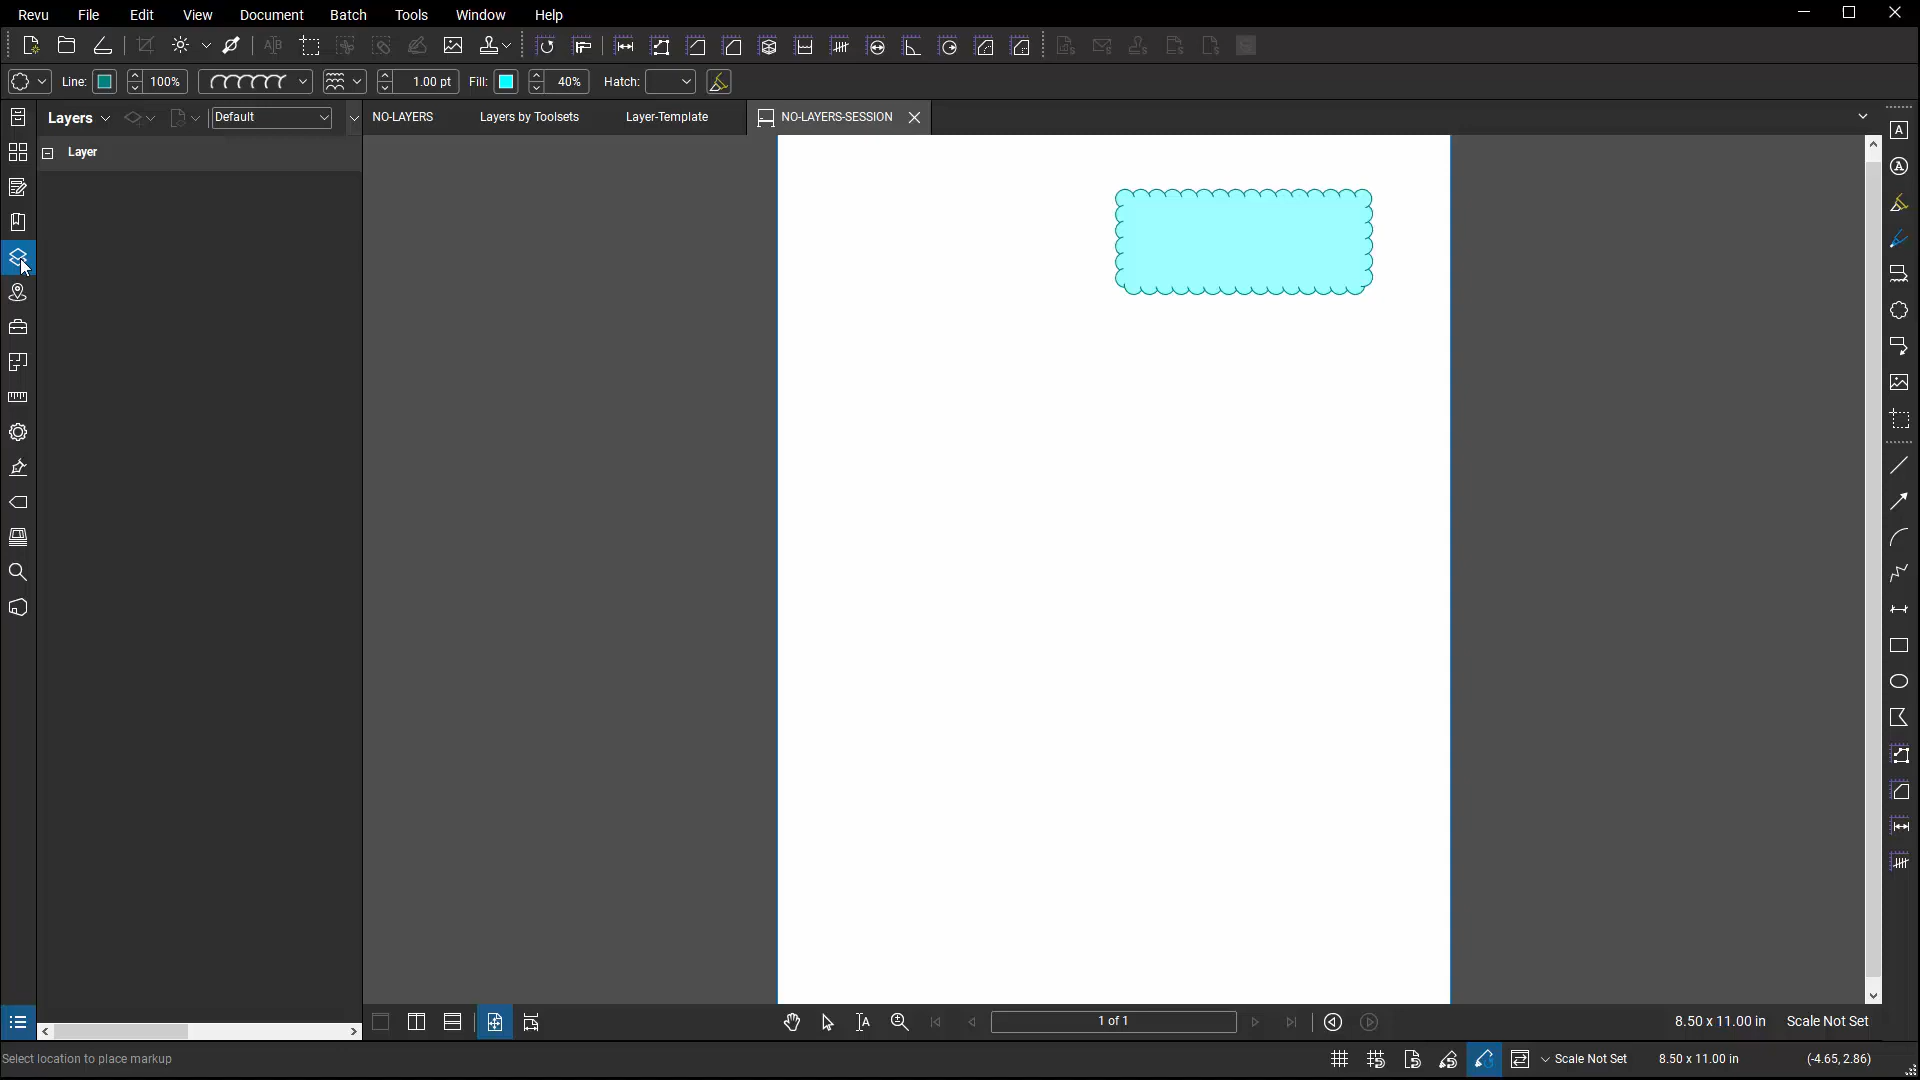 Revu File Edit View Document Batch Tools Window Help
Line: 100% 1.00 pt Fill: 40% Hatch:
Layers Default NO-LAYERS Layers by Toolsets Layer-Template NO-LAYERS-SESSION
Layer
1 of 1 8.50 x 11.00 in Scale Not Set
Select location to place markup Scale Not Set 8.50 x 11.00 in (-4.65, 2.86)